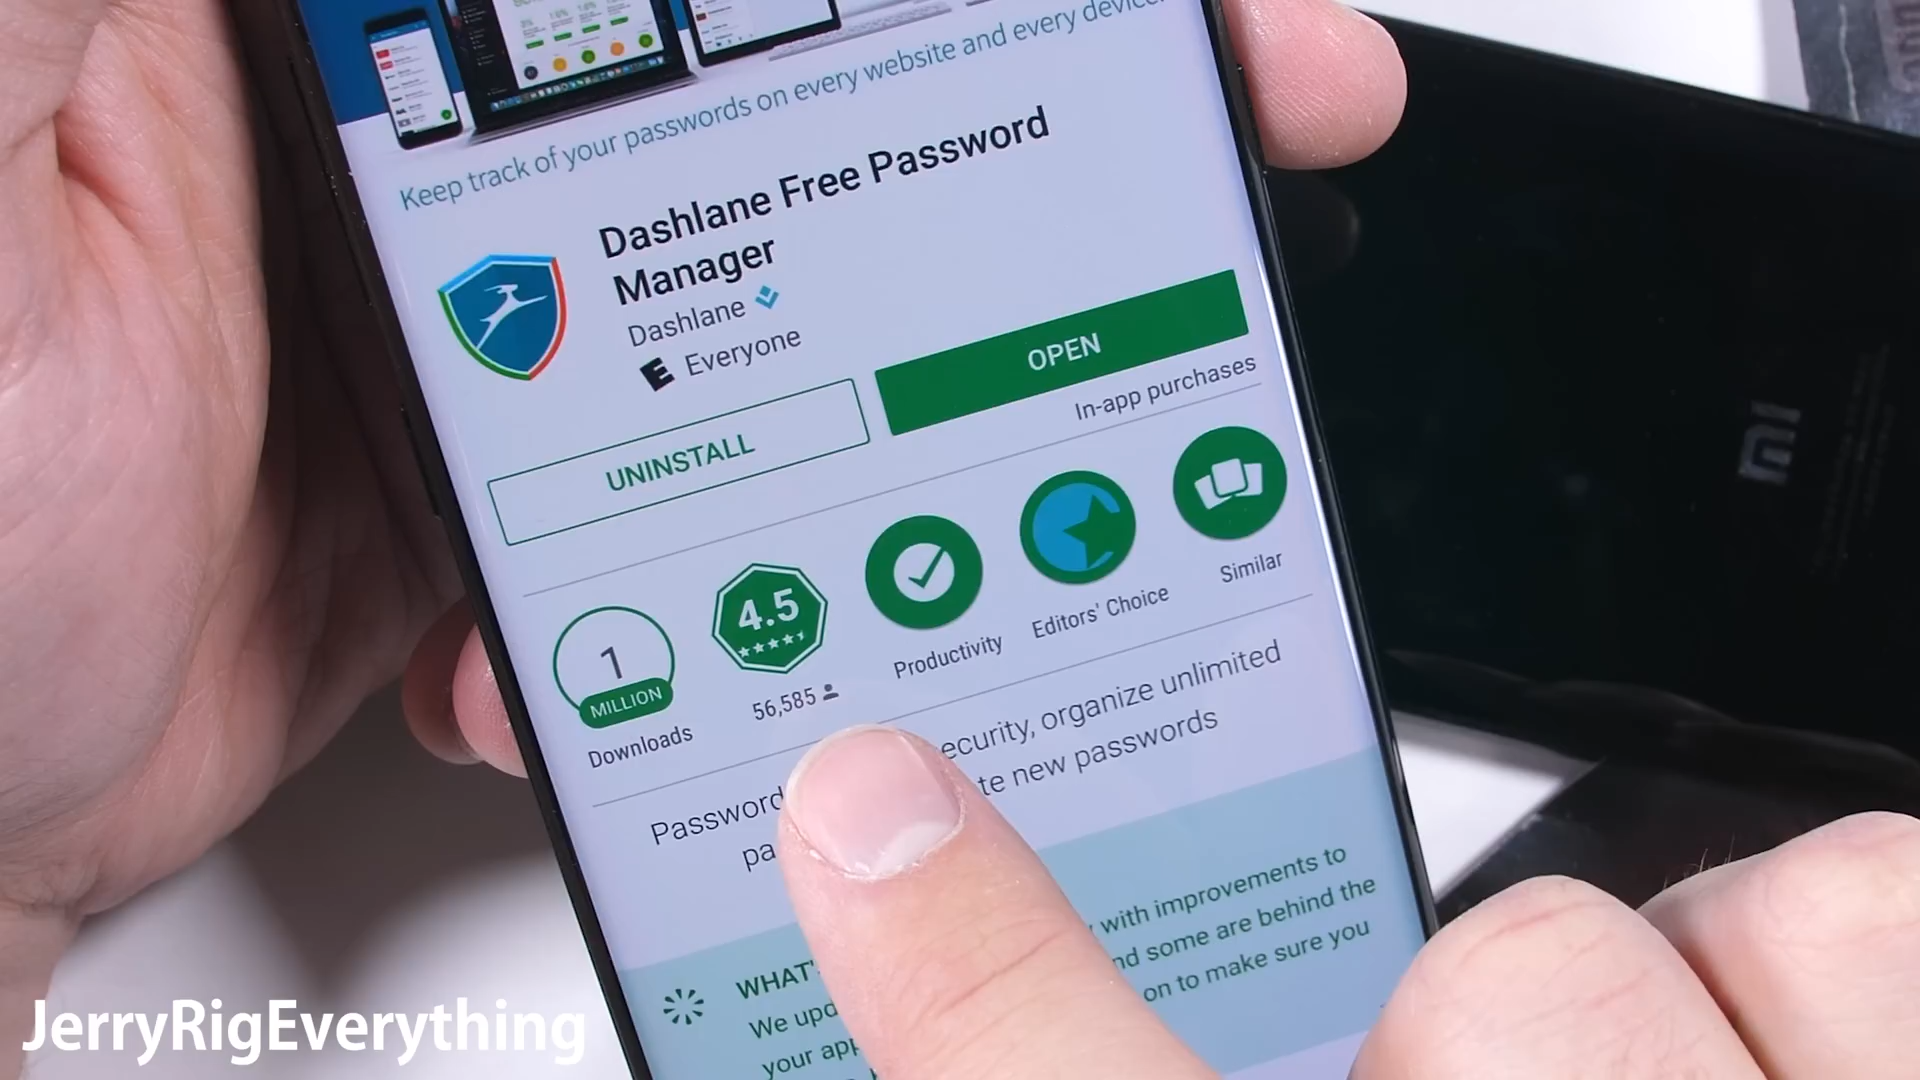 Keep track of your passwords on every website and every device.
Dashlane Free Password
Manager
Dashlane
E Everyone
UNINSTALL
OPEN
In-app purchases
1
MILLION
Downloads
4.5
56,585
Productivity
Editors' Choice
Similar
Password ecurity, organize unlimited
pa te new passwords
WHAT'
with improvements to
We upd nd some are behind the
your app on to make sure you
MI
JerryRigEverything